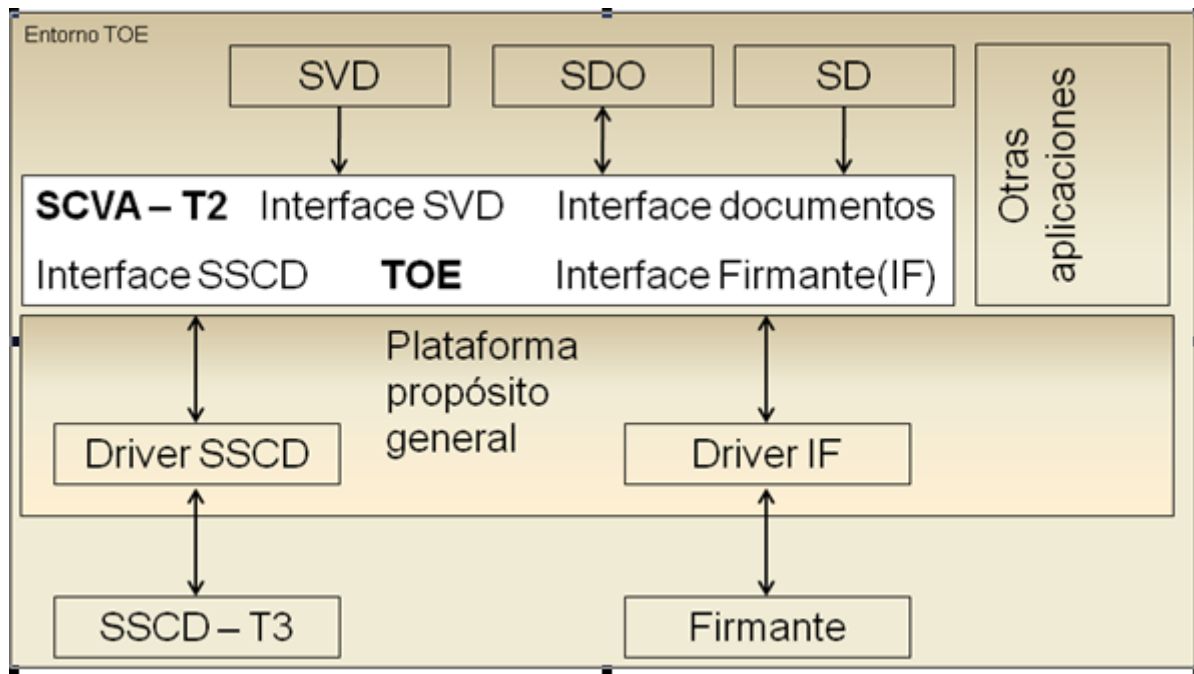 Entorno TOE
SVD
SDO
SD
Otras
aplicaciones
SCVA – T2 Interface SVD Interface documentos
Interface SSCD TOE Interface Firmante(IF)
Plataforma
propósito
general
Driver SSCD
Driver IF
SSCD – T3
Firmante